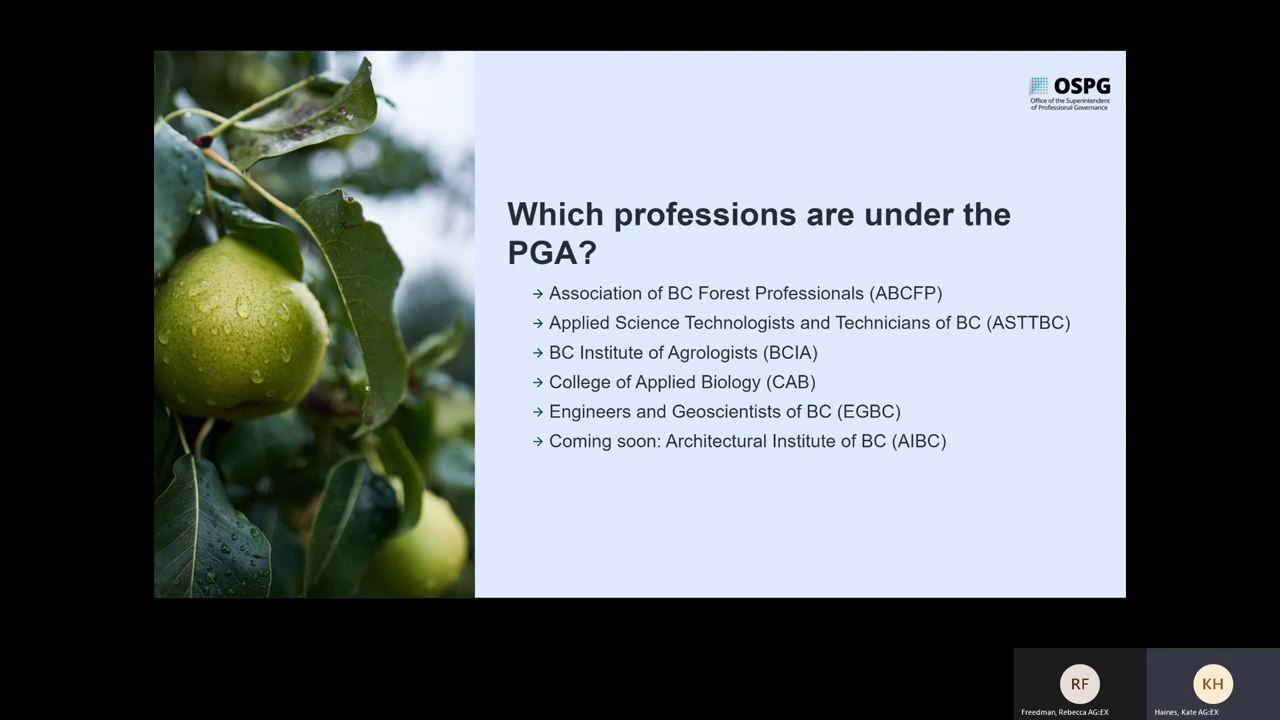 OSPG
Office of the Superintendent
of Professional Governance
Which professions are under the
PGA?
→ Association of BC Forest Professionals (ABCFP)
→ Applied Science Technologists and Technicians of BC (ASTTBC)
→ BC Institute of Agrologists (BCIA)
→ College of Applied Biology (CAB)
→ Engineers and Geoscientists of BC (EGBC)
→ Coming soon: Architectural Institute of BC (AIBC)
RF
Freedman, Rebecca AG:EX
KH
Haines, Kate AG:EX